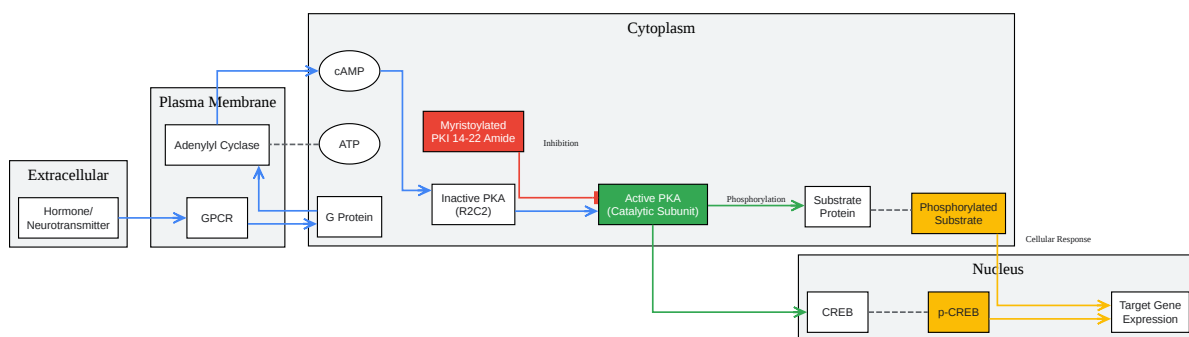 Cytoplasm
cAMP
Plasma Membrane
Myristoylated
PKI 14-22 Amide
Adenylyl Cyclase
ATP
Inhibition
Extracellular
Inactive PKA
(R2C2)
Active PKA
(Catalytic Subunit)
Phosphorylation
Substrate
Protein
Phosphorylated
Substrate
Hormone/
Neurotransmitter
GPCR
G Protein
Cellular Response
Nucleus
CREB
p-CREB
Target Gene
Expression